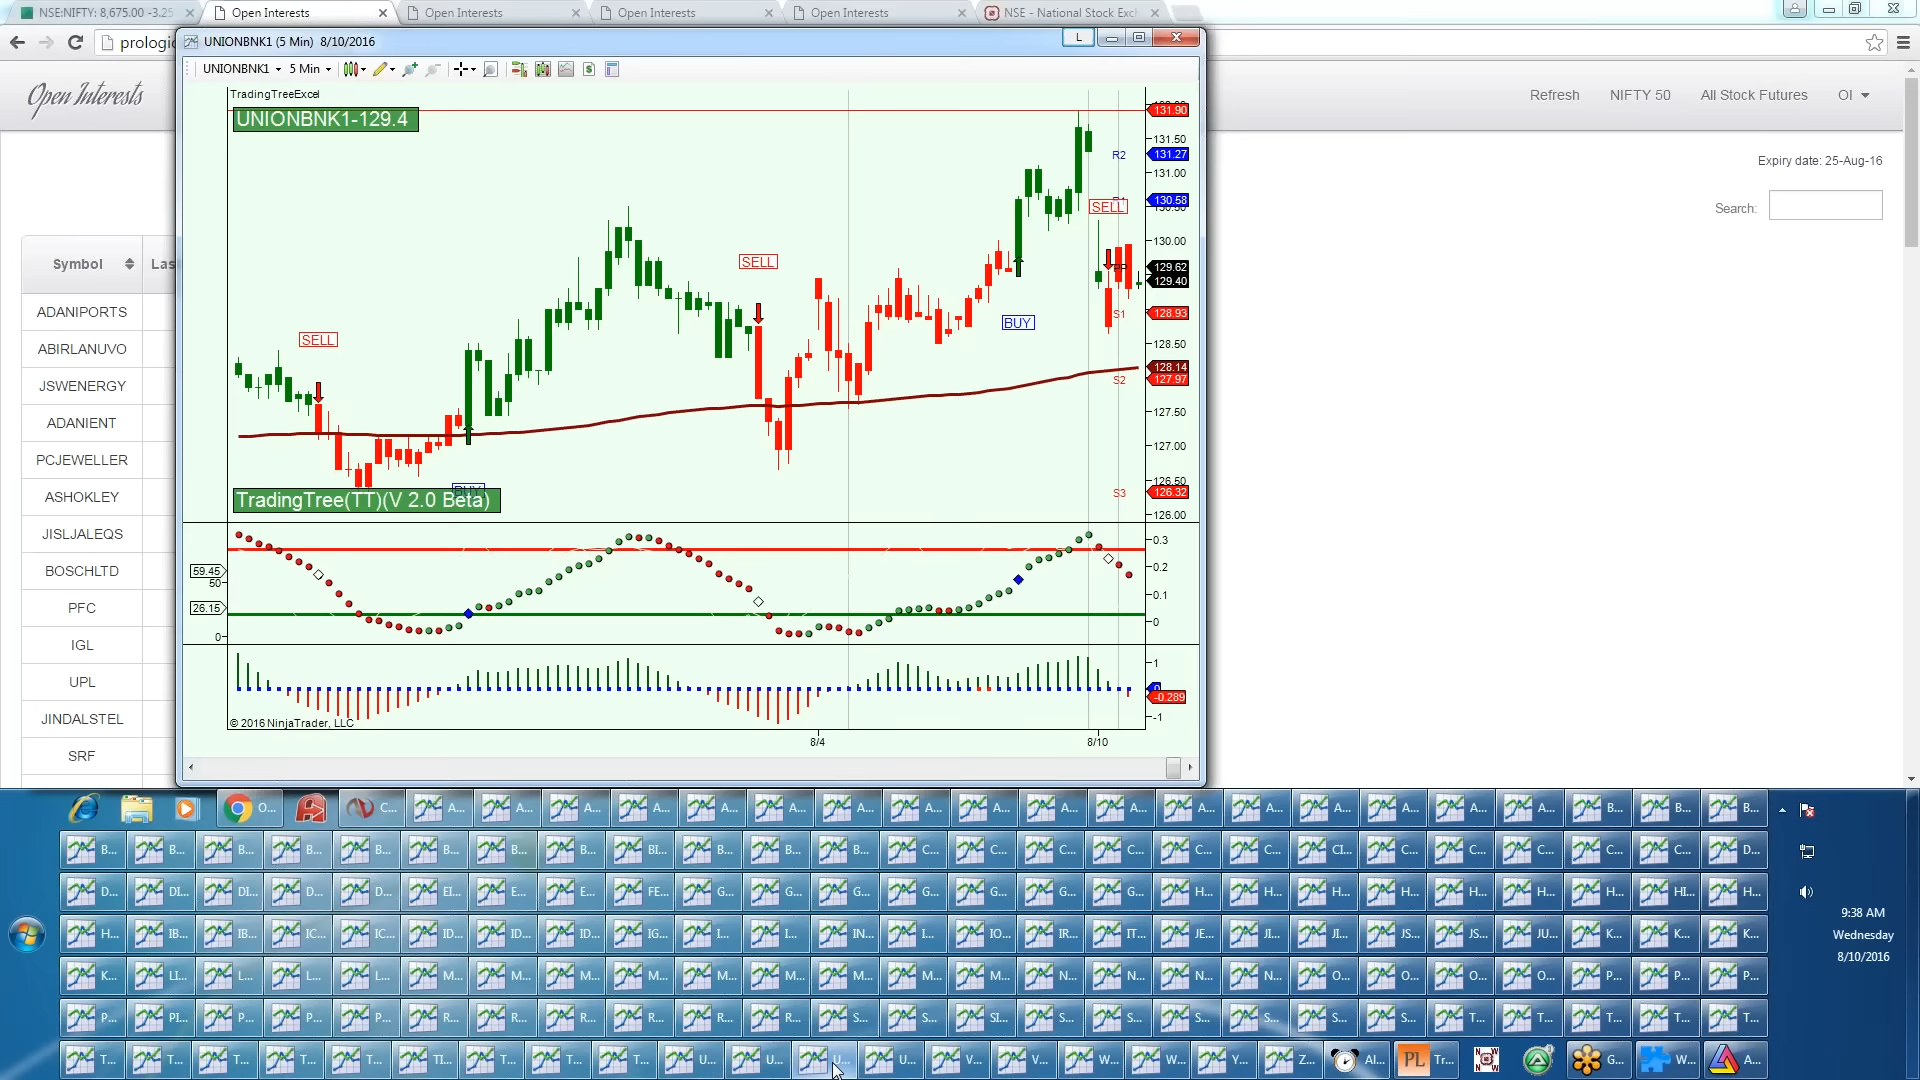 NSE:NIFTY: 8,675.00 -3.25
Open Interests
Open Interests
Open Interests
Open Interests
NSE - National Stock Exc
UNIONBNK1 (5 Min) 8/10/2016
L
UNIONBNK1 5 Min
Open Interests
Refresh NIFTY 50 All Stock Futures OI
Expiry date: 25-Aug-16
Search:
Symbol
ADANIPORTS
ABIRLANUVO
JSWENERGY
ADANIENT
PCJEWELLER
ASHOKLEY
JISLJALEQS
BOSCHLTD
PFC
IGL
UPL
JINDALSTEL
SRF
TradingTreeExcel
UNIONBNK1-129.4
SELL
SELL
SELL
BUY
BUY
R2
PP
S1
S2
S3
131.90
131.50
131.27
131.00
130.58
130.00
129.62
129.40
128.93
128.50
128.14
127.97
127.50
127.00
126.50
126.32
126.00
TradingTree(TT)(V 2.0 Beta)
59.45
50
26.15
0
0.3
0.2
0.1
0
1
-0.289
-1
© 2016 NinjaTrader, LLC
8/4 8/10
9:38 AM
Wednesday
8/10/2016